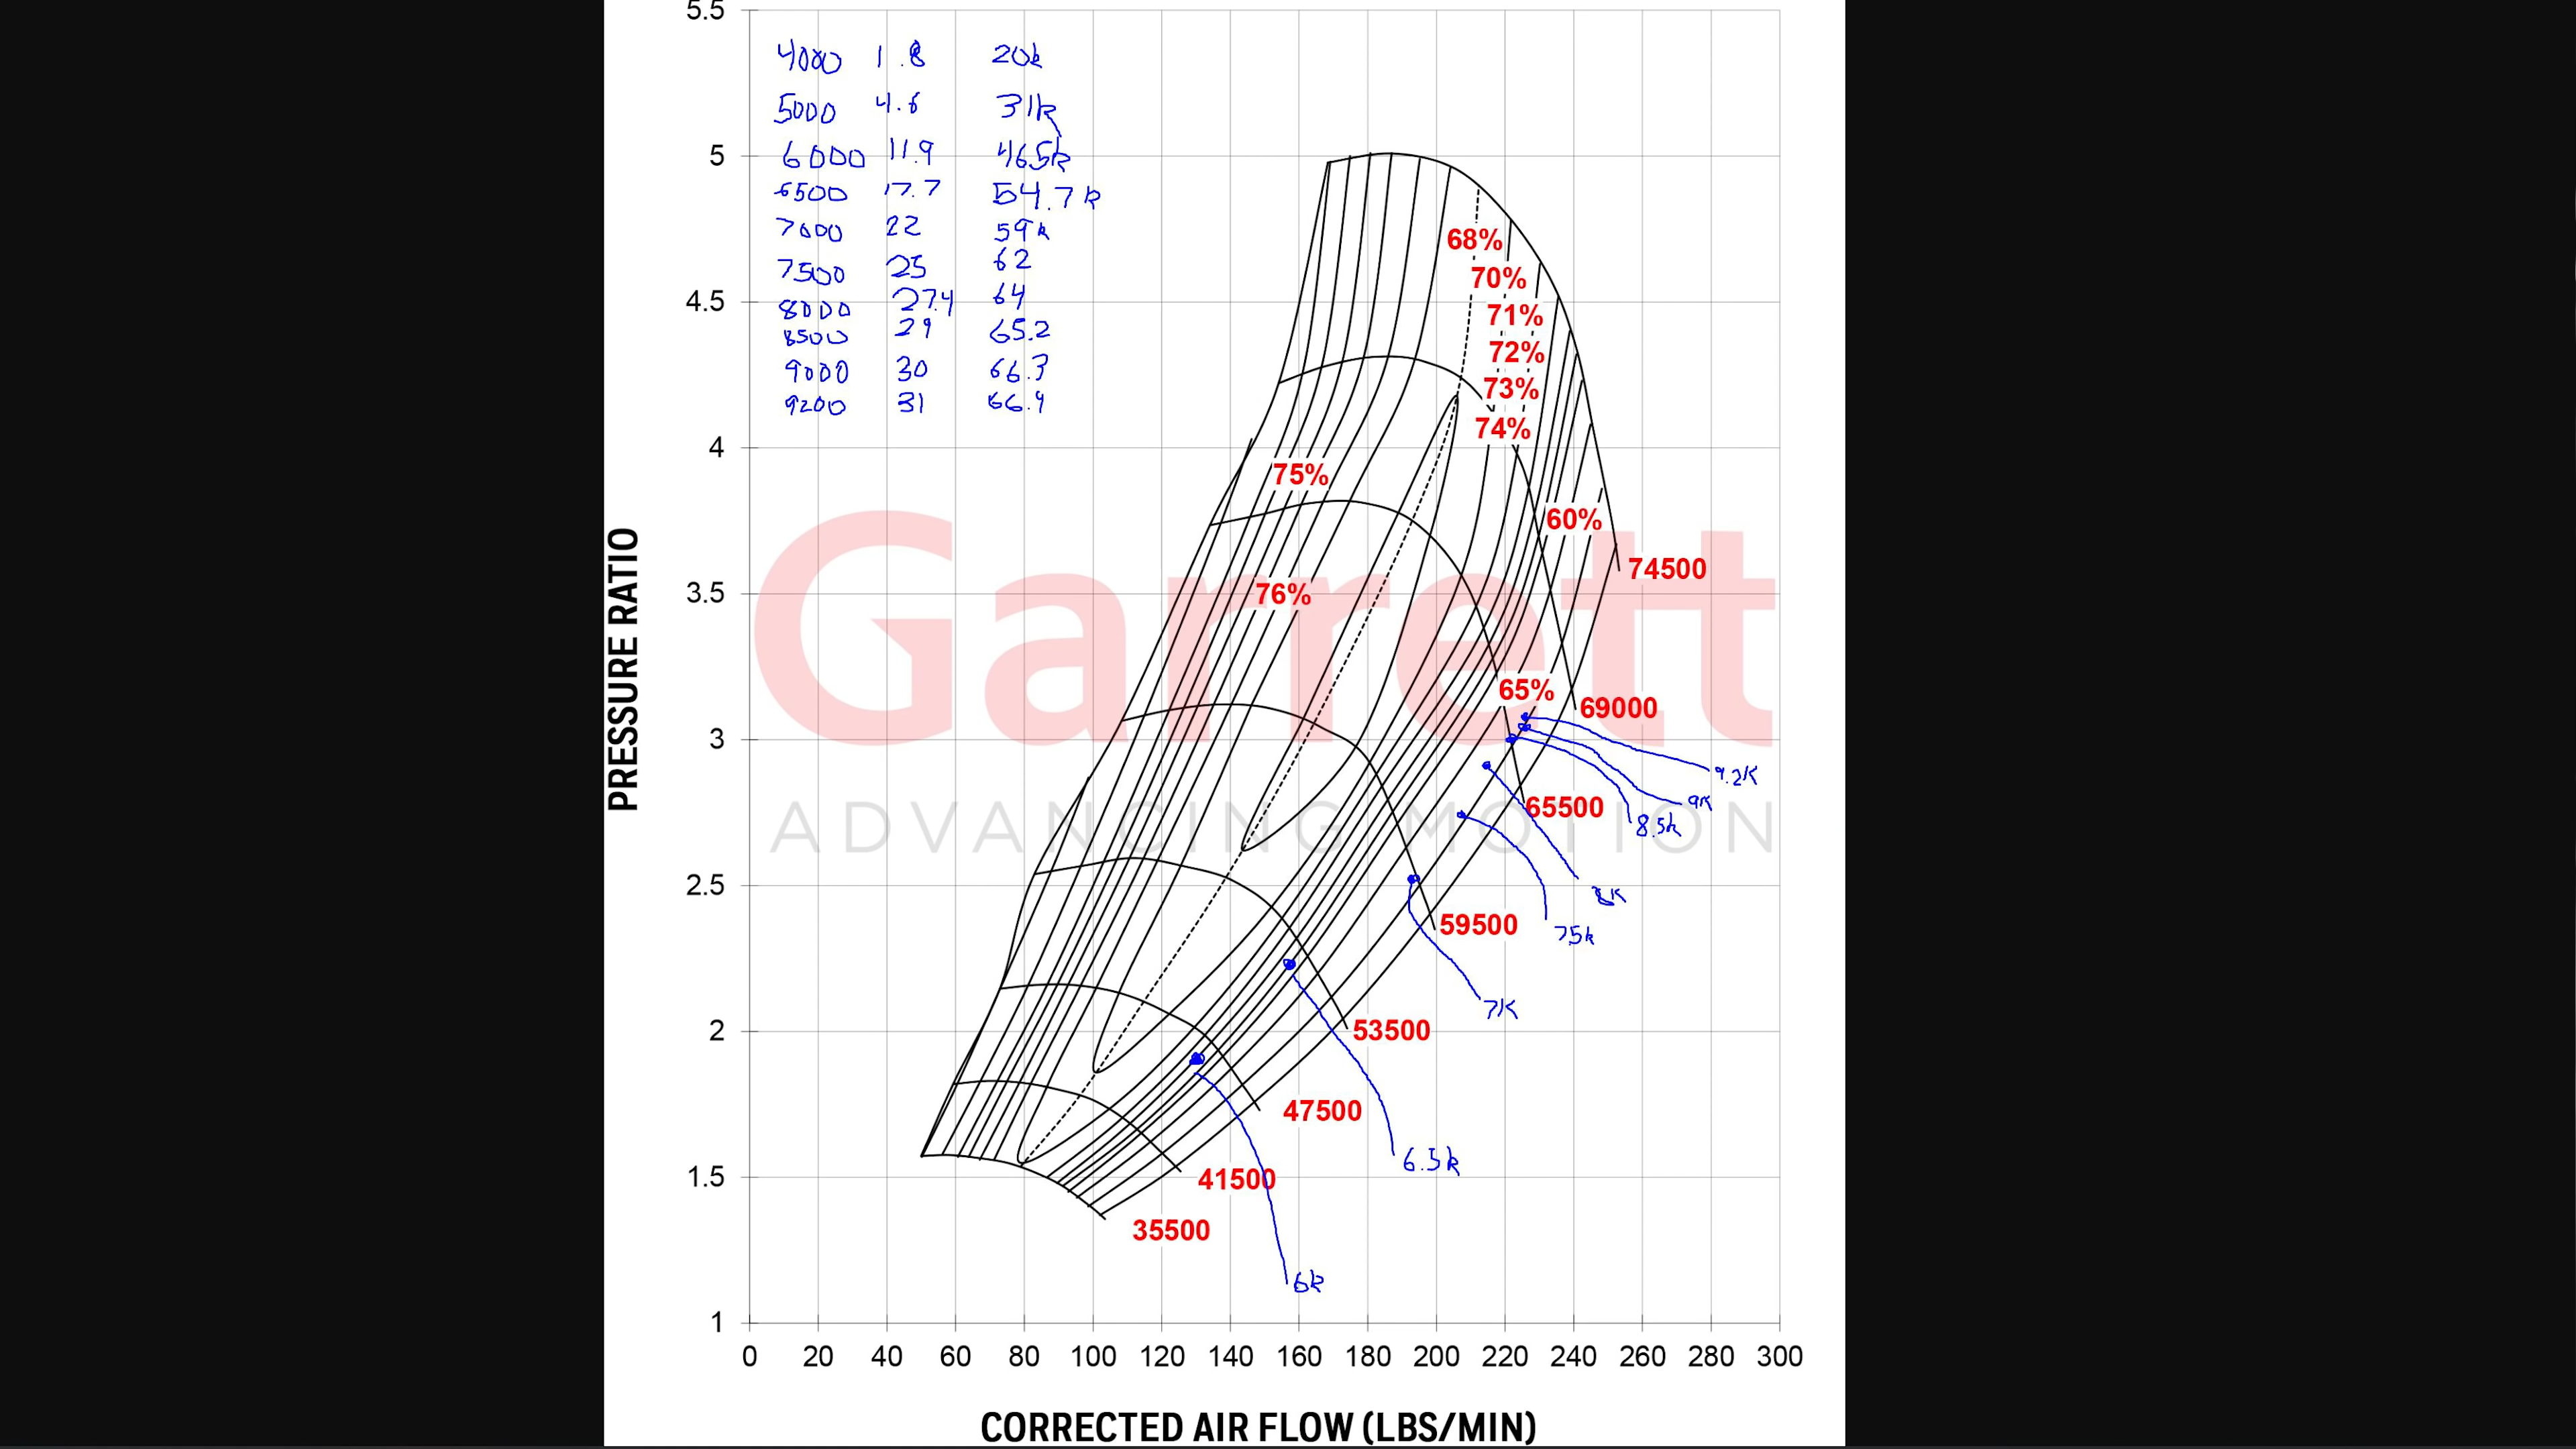 5.5
4000 1.8 20k
5000 4.6 31k
5
6000 11.9 46.5k
6500 17.7 54.7k
7000 22 59k
68%
7500 25 62
70%
4.5
8000 27.4 64
71%
8500 29 65.2
72%
9000 30 66.3
73%
9200 31 66.4
74%
4
75%
60%
3.5
76%
74500
Garrett
PRESSURE RATIO
65%
69000
3
9.2K
9K
65500
8.5k
ADVANCING MOTION
2.5
8K
59500
7.5k
7K
2
53500
47500
6.5k
1.5
41500
35500
6k
1
0 20 40 60 80 100 120 140 160 180 200 220 240 260 280 300
CORRECTED AIR FLOW (LBS/MIN)